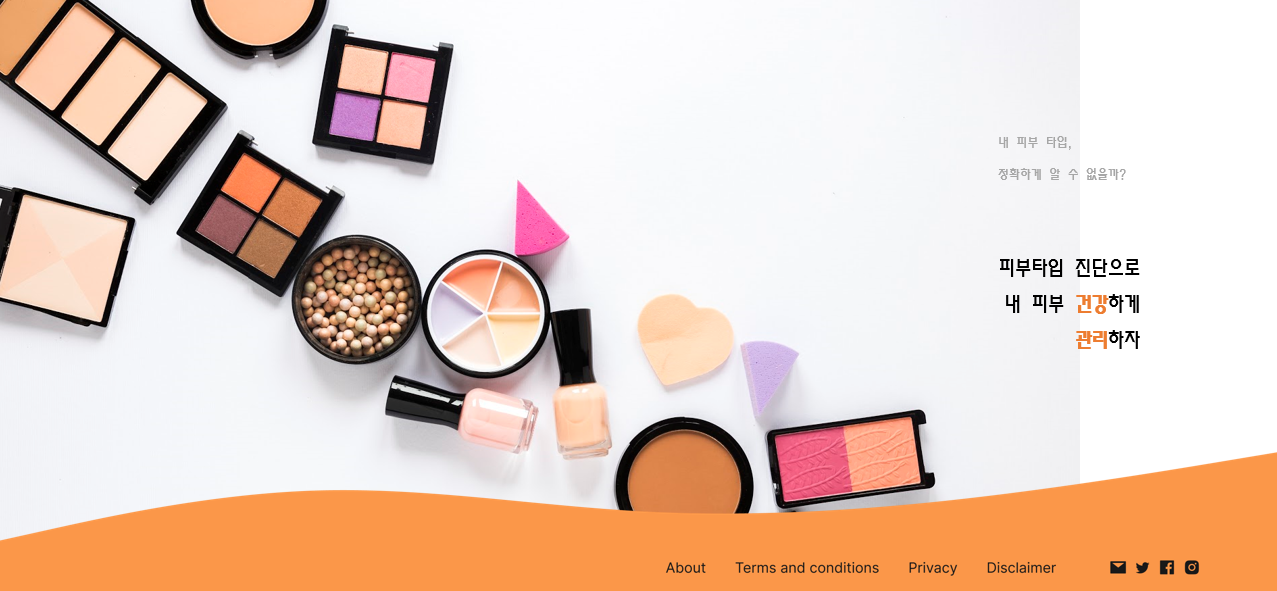 내 피부 타입,
정확하게 알 수 없을까?
피부타입 진단으로
내 피부 건강하게
관리하자
About Terms and conditions Privacy Disclaimer